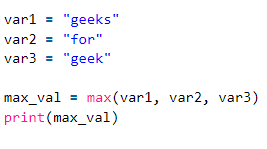 var1 = "geeks"
var2 = "for"
var3 = "geek"
max_val = max(var1, var2, var3)
print(max_val)